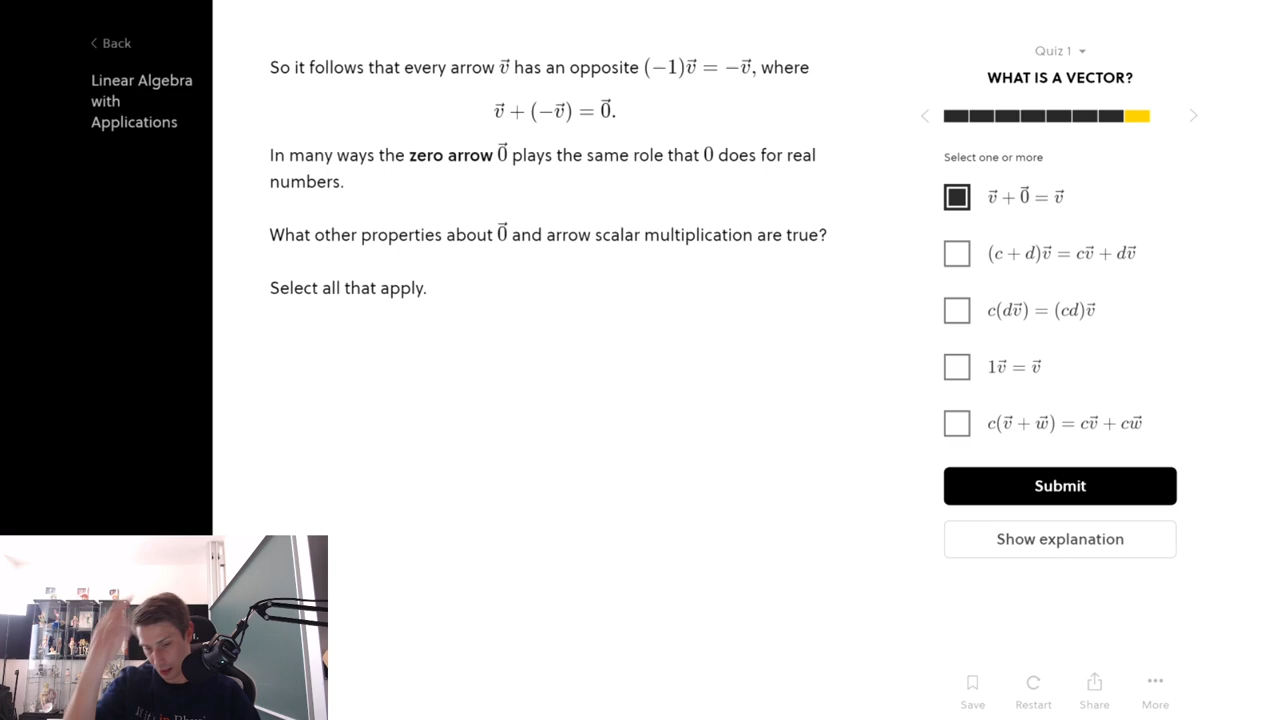 Back
Linear Algebra
with
Applications
So it follows that every arrow v⃗ has an opposite (−1)v⃗ = −v⃗, where
v⃗ + (−v⃗) = 0⃗.
In many ways the zero arrow 0⃗ plays the same role that 0 does for real
numbers.
What other properties about 0⃗ and arrow scalar multiplication are true?
Select all that apply.
Quiz 1
WHAT IS A VECTOR?
Select one or more
v⃗ + 0⃗ = v⃗
(c + d)v⃗ = cv⃗ + dv⃗
c(dv⃗) = (cd)v⃗
1v⃗ = v⃗
c(v⃗ + w⃗) = cv⃗ + cw⃗
Submit
Show explanation
Save
Restart
Share
More